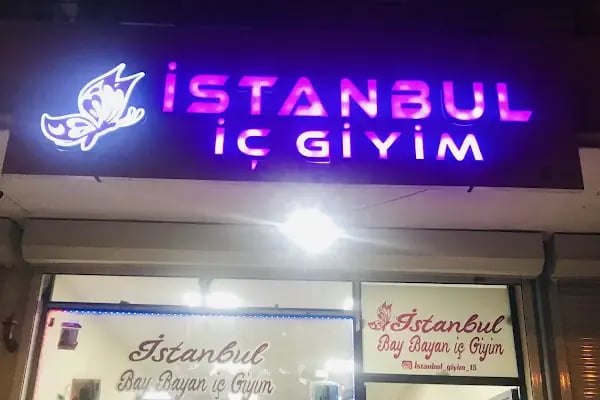 İSTANBUL
İÇ GİYİM
İstanbul
Bay Bayan iç Giyim
İstanbul
Bay Bayan iç Giyim
istanbul_giyim_15